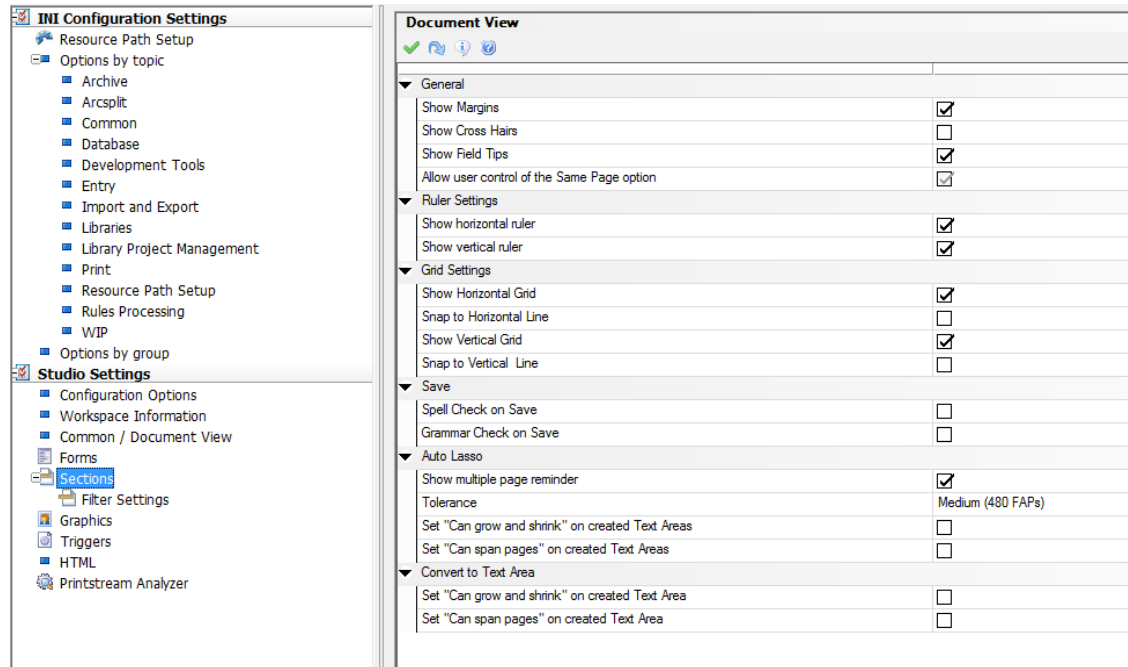 INI Configuration Settings
Resource Path Setup
Options by topic
Archive
Arcsplit
Common
Database
Development Tools
Entry
Import and Export
Libraries
Library Project Management
Print
Resource Path Setup
Rules Processing
WIP
Options by group
Studio Settings
Configuration Options
Workspace Information
Common / Document View
Forms
Sections
Filter Settings
Graphics
Triggers
HTML
Printstream Analyzer
Document View
General
Show Margins
Show Cross Hairs
Show Field Tips
Allow user control of the Same Page option
Ruler Settings
Show horizontal ruler
Show vertical ruler
Grid Settings
Show Horizontal Grid
Snap to Horizontal Line
Show Vertical Grid
Snap to Vertical  Line
Save
Spell Check on Save
Grammar Check on Save
Auto Lasso
Show multiple page reminder
Tolerance Medium (480 FAPs)
Set "Can grow and shrink" on created Text Areas
Set "Can span pages" on created Text Areas
Convert to Text Area
Set "Can grow and shrink" on created Text Area
Set "Can span pages" on created Text Area